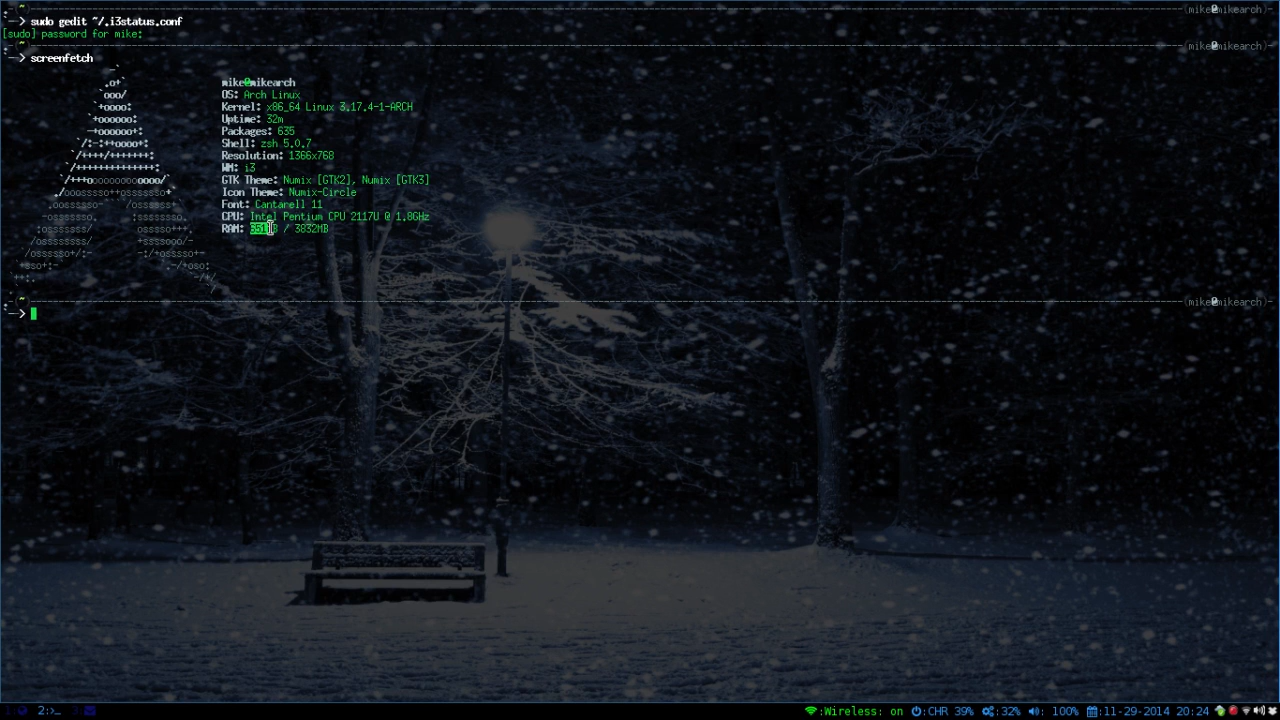 ~ (mike@mikearch)
—> sudo gedit ~/.i3status.conf
[sudo] password for mike:
~ (mike@mikearch)
—> screenfetch
mike@mikearch
OS: Arch Linux
Kernel: x86_64 Linux 3.17.4-1-ARCH
Uptime: 32m
Packages: 635
Shell: zsh 5.0.7
Resolution: 1366x768
WM: i3
GTK Theme: Numix [GTK2], Numix [GTK3]
Icon Theme: Numix-Circle
Font: Cantarell 11
CPU: Intel Pentium CPU 2117U @ 1.8GHz
RAM: / 3832MB
~ (mike@mikearch)
—>
1: 2:>_ 3: :Wireless: on :CHR 39% :32% : 100% :11-29-2014 20:24